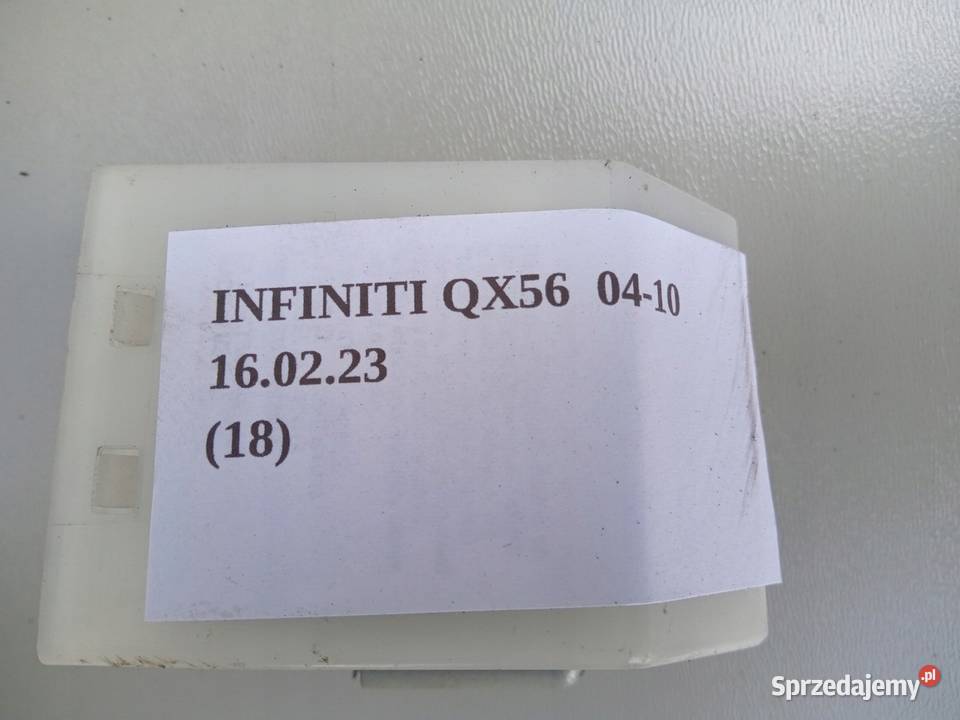 INFINITI QX56 04-10
16.02.23
(18)
Sprzedajemy.pl